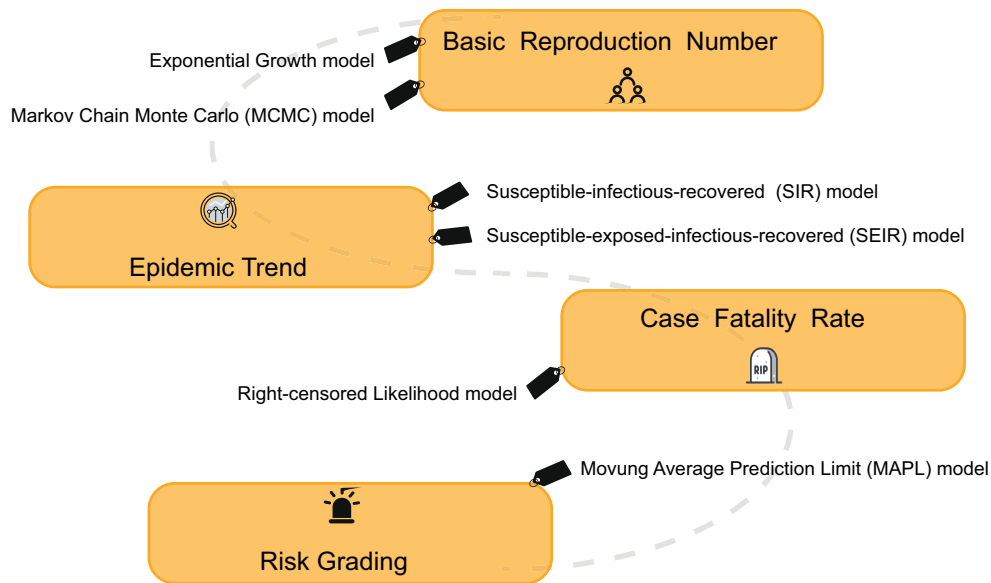 Basic Reproduction Number
Exponential Growth model
Markov Chain Monte Carlo (MCMC) model
Susceptible-infectious-recovered (SIR) model
Susceptible-exposed-infectious-recovered (SEIR) model
Epidemic Trend
Case Fatality Rate
RIP
Right-censored Likelihood model
Movung Average Prediction Limit (MAPL) model
Risk Grading